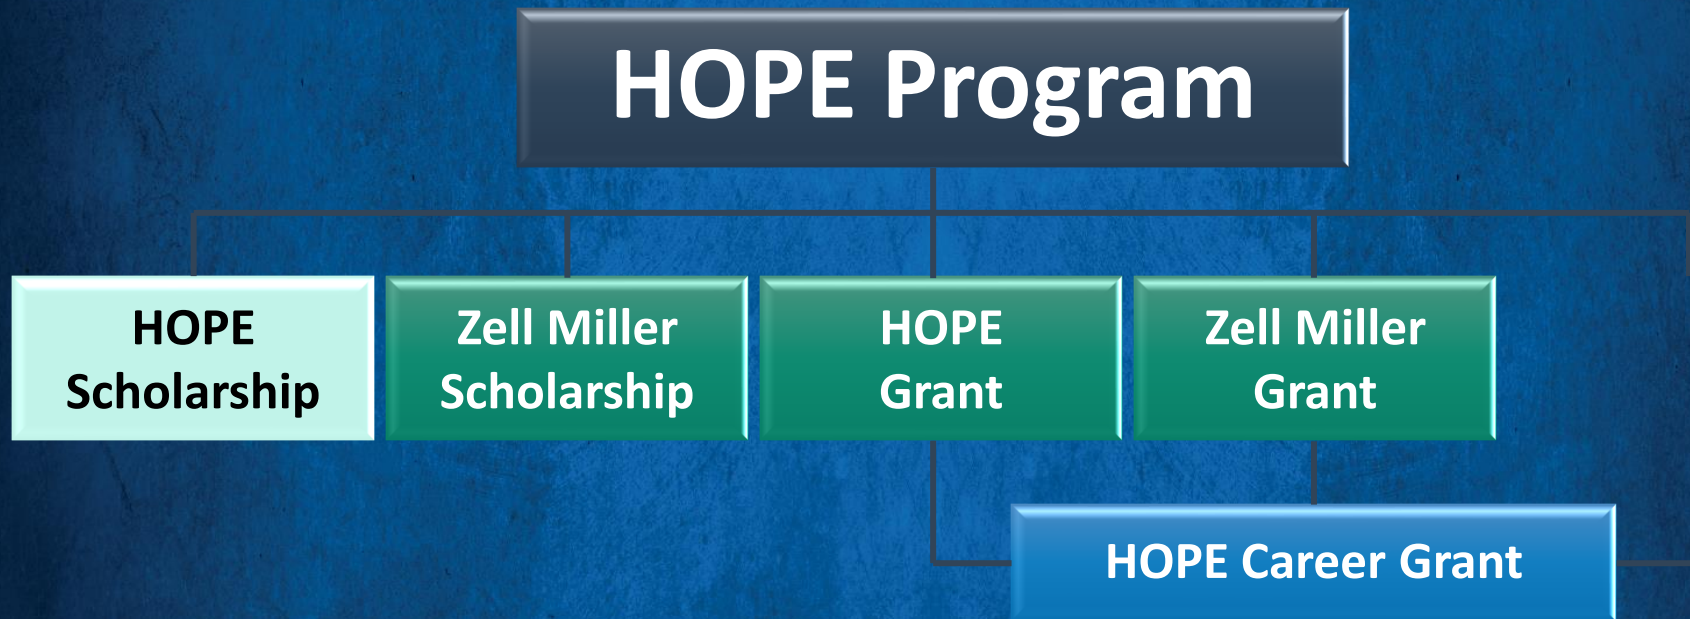 HOPE Program
HOPE
Scholarship
Zell Miller
Scholarship
HOPE
Grant
Zell Miller
Grant
HOPE Career Grant